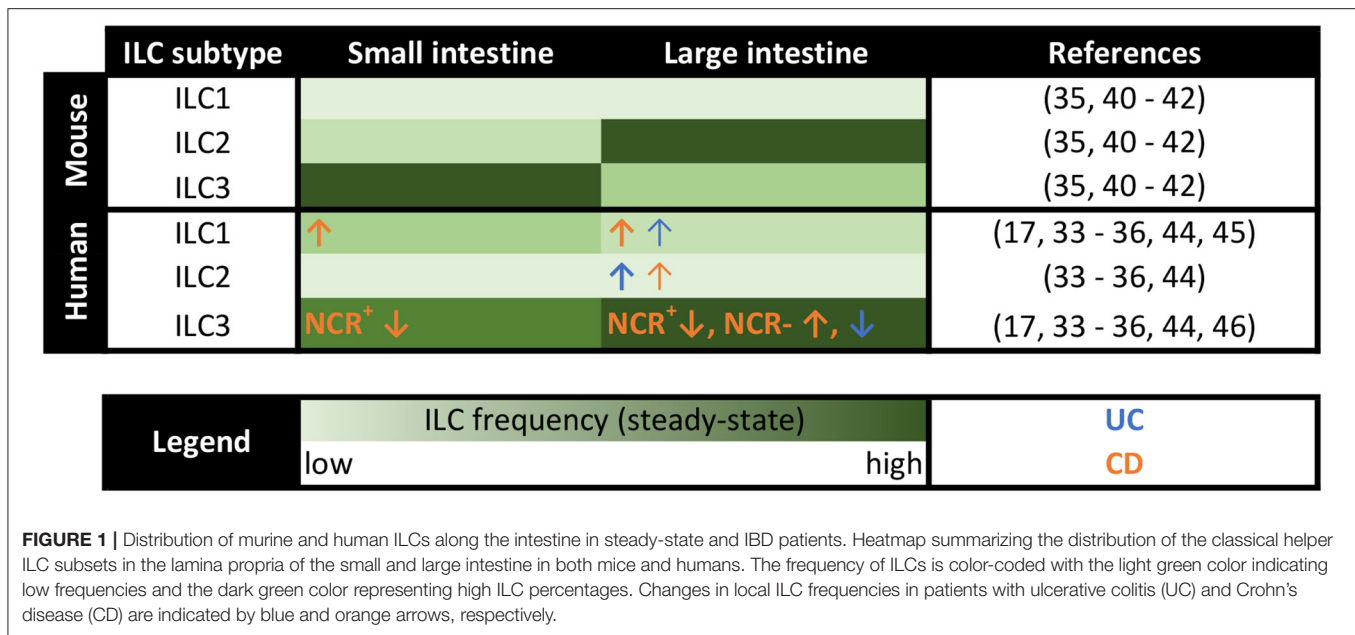 ILC subtype Small intestine Large intestine References
Mouse
ILC1 (35, 40 - 42)
ILC2 (35, 40 - 42)
ILC3 (35, 40 - 42)
Human
ILC1 ↑ ↑ ↑ (17, 33 - 36, 44, 45)
ILC2 ↑ ↑ (33 - 36, 44)
ILC3 NCR⁺ ↓ NCR⁺↓, NCR- ↑, ↓ (17, 33 - 36, 44, 46)
Legend
ILC frequency (steady-state) UC
low high CD
FIGURE 1 | Distribution of murine and human ILCs along the intestine in steady-state and IBD patients. Heatmap summarizing the distribution of the classical helper
ILC subsets in the lamina propria of the small and large intestine in both mice and humans. The frequency of ILCs is color-coded with the light green color indicating
low frequencies and the dark green color representing high ILC percentages. Changes in local ILC frequencies in patients with ulcerative colitis (UC) and Crohn's
disease (CD) are indicated by blue and orange arrows, respectively.